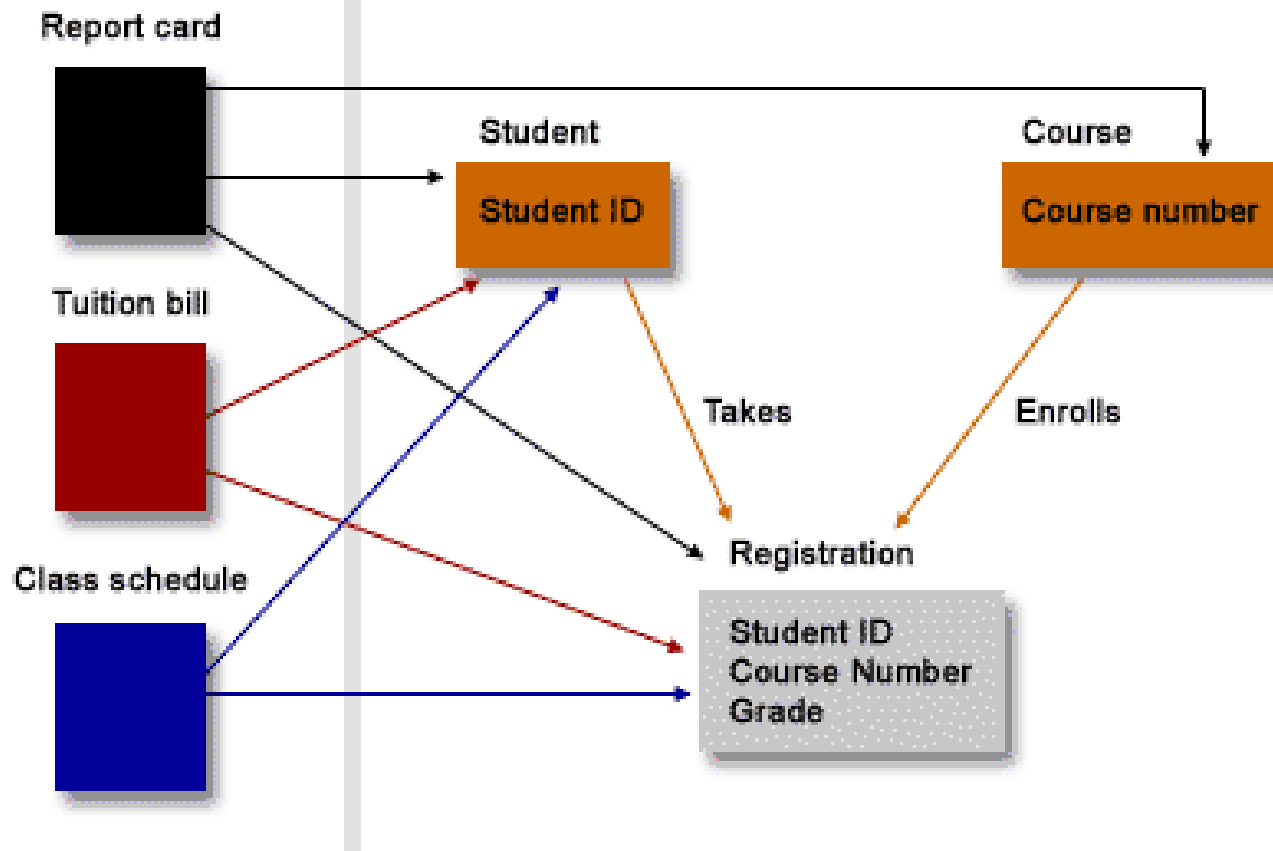 Report card
Student
Course
Student ID
Course number
Tuition bill
Takes
Enrolls
Registration
Class schedule
Student ID
Course Number
Grade